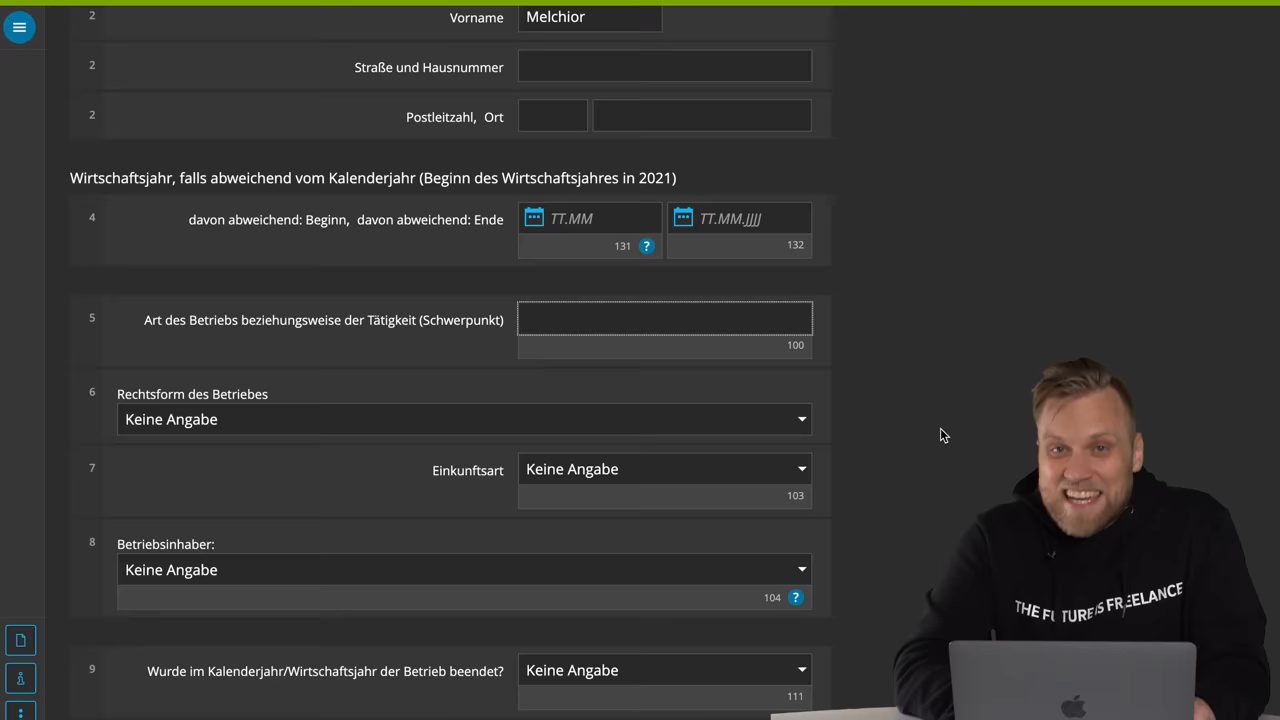 2 Vorname Melchior
2 Straße und Hausnummer
2 Postleitzahl, Ort
Wirtschaftsjahr, falls abweichend vom Kalenderjahr (Beginn des Wirtschaftsjahres in 2021)
4 davon abweichend: Beginn, davon abweichend: Ende TT.MM TT.MM.JJJJ
131 ? 132
5 Art des Betriebs beziehungsweise der Tätigkeit (Schwerpunkt)
100
6 Rechtsform des Betriebes
Keine Angabe
7 Einkunftsart Keine Angabe
103
8 Betriebsinhaber:
Keine Angabe
104 ?
9 Wurde im Kalenderjahr/Wirtschaftsjahr der Betrieb beendet? Keine Angabe
111
THE FUTURE IS FREELANCE